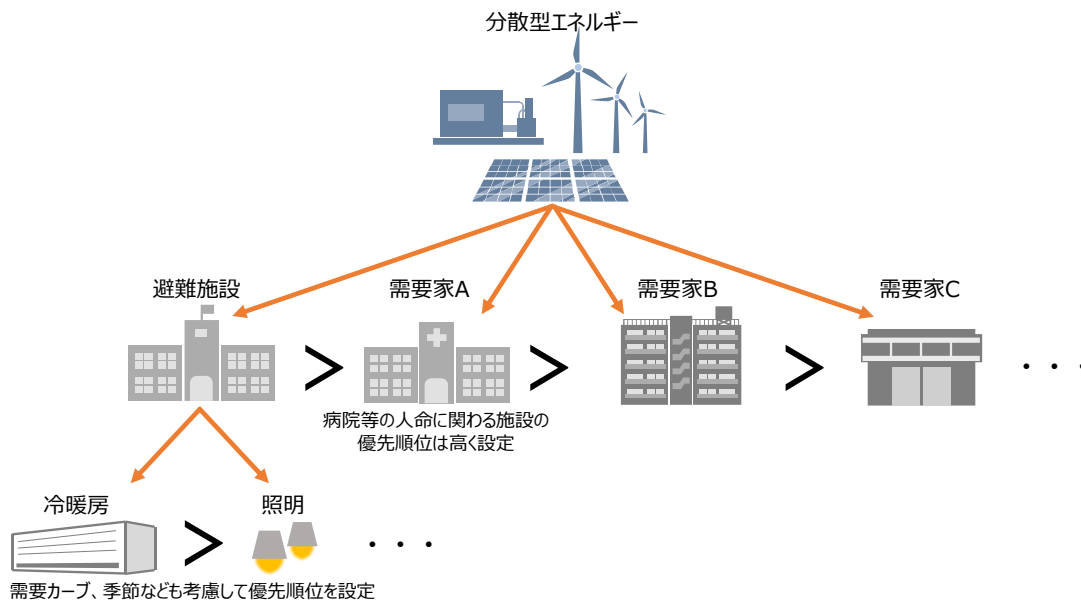 分散型エネルギー
避難施設
需要家A
需要家B
需要家C
>
>
>
・・・
病院等の人命に関わる施設の
優先順位は高く設定
冷暖房
照明
>
・・・
需要カーブ、季節なども考慮して優先順位を設定